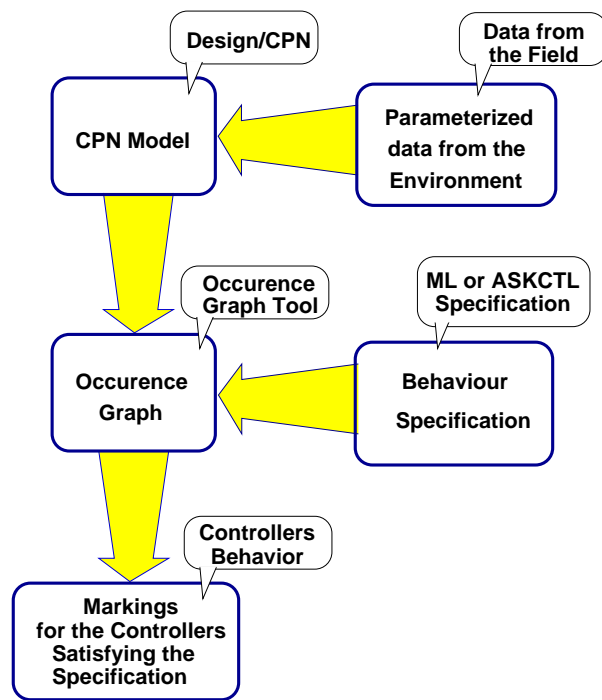 Design/CPN
Data from
the Field
CPN Model
Parameterized
data from the
Environment
Occurence
Graph Tool
ML or ASKCTL
Specification
Occurence
Graph
Behaviour
Specification
Controllers
Behavior
Markings
for the Controllers
Satisfying the
Specification